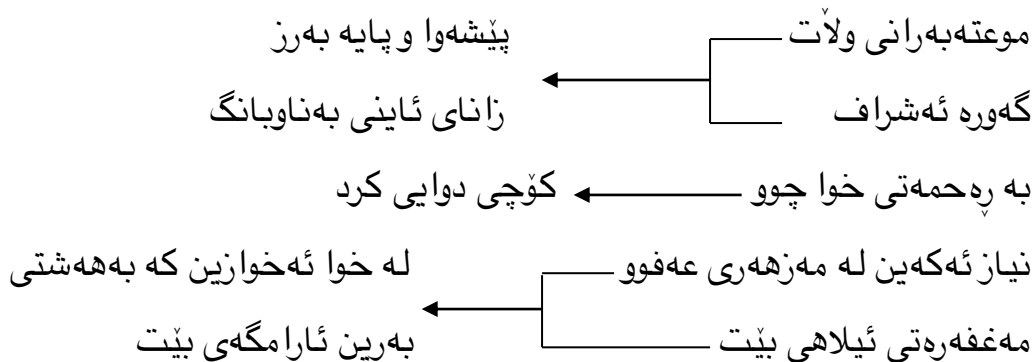 موعتەبەرانی وڵات پێشەوا و پایە بەرز
گەورە ئەشراف زانای ئاینی بەناوبانگ
بە ڕەحمەتی خوا چوو کۆچی دوایی کرد
نیاز ئەکەین لە مەزهەری عەفوو لە خوا ئەخوازین کە بەهەشتی
مەغفەرەتی ئیلاهی بێت بەرین ئارامگەی بێت